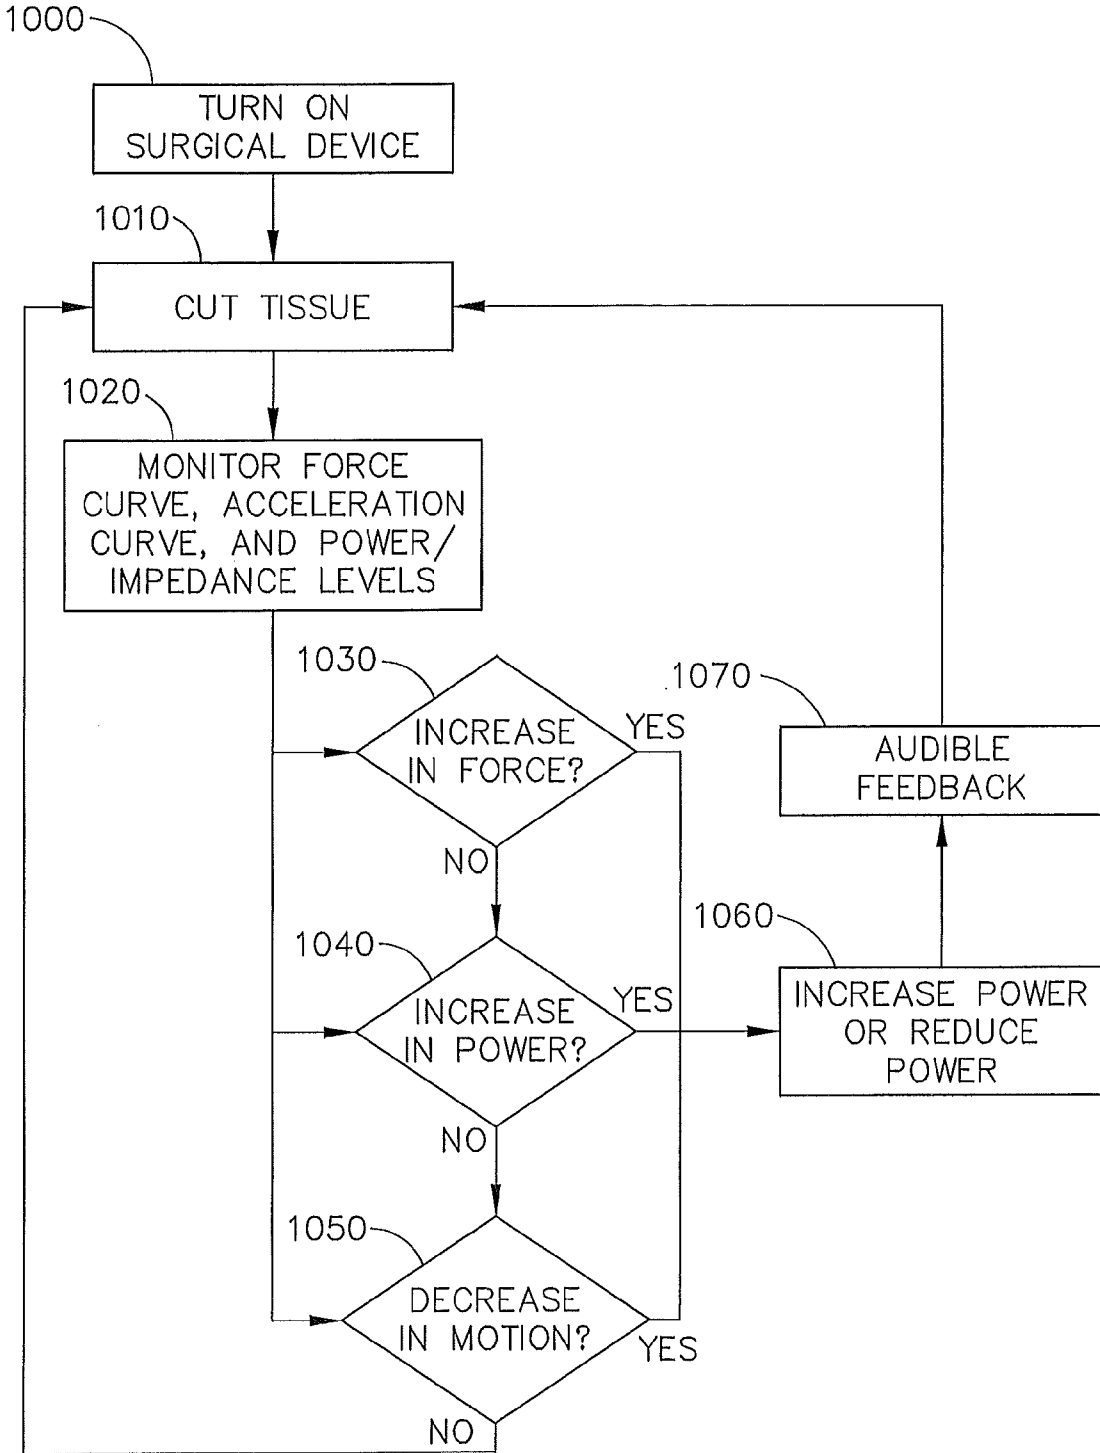 1000
TURN ON
SURGICAL DEVICE
1010
CUT TISSUE
1020
MONITOR FORCE
CURVE, ACCELERATION
CURVE, AND POWER/
IMPEDANCE LEVELS
1030
INCREASE
IN FORCE?
YES
NO
1070
AUDIBLE
FEEDBACK
1040
INCREASE
IN POWER?
YES
NO
1060
INCREASE POWER
OR REDUCE
POWER
1050
DECREASE
IN MOTION?
YES
NO